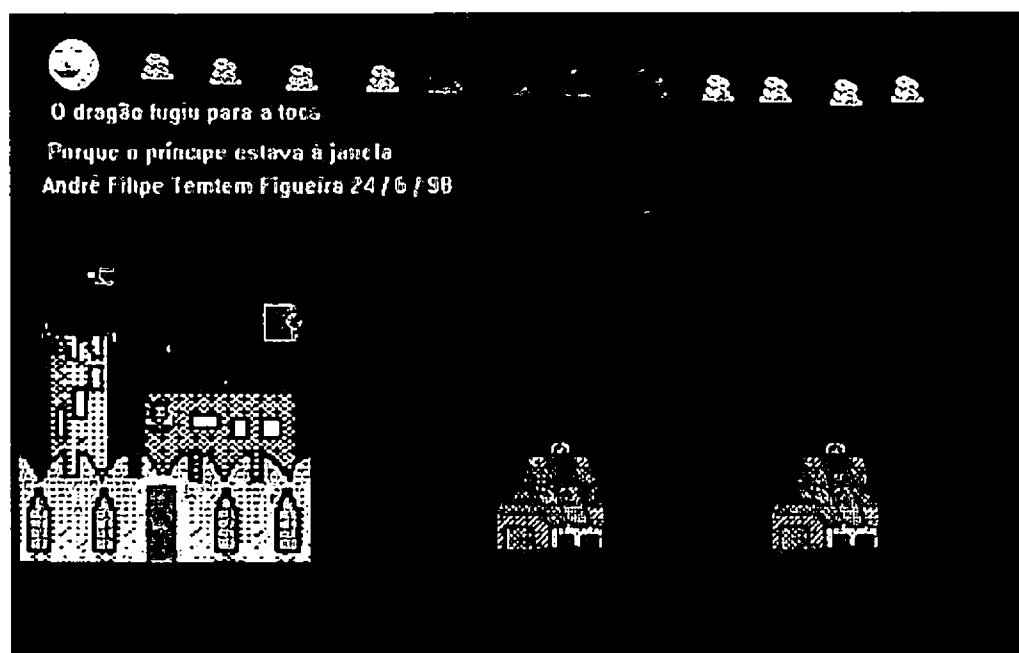 O dragão fugiu para a toca
Porque o príncipe estava à janela
André Filipe Temtem Figueira 24 / 6 / 98